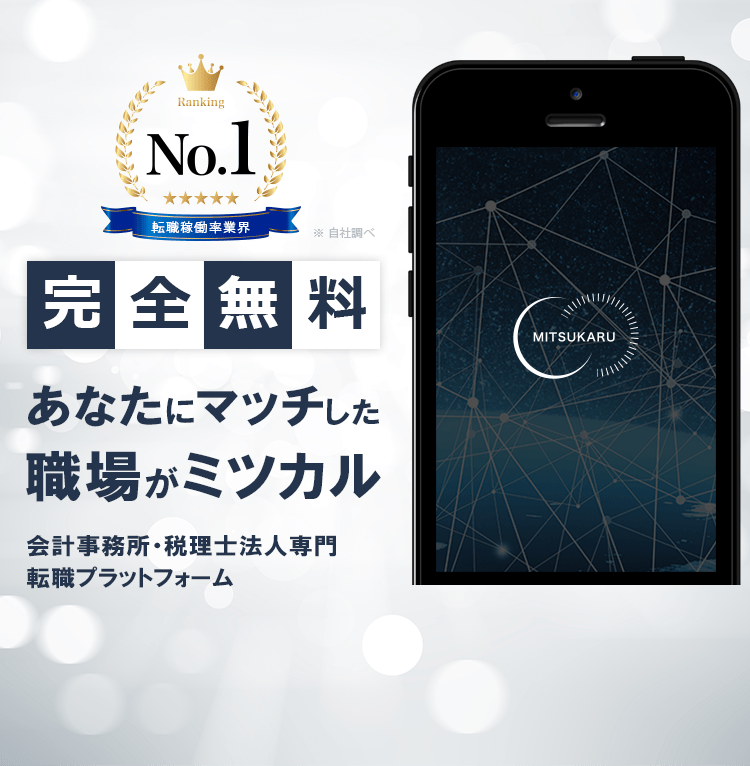 Ranking
No.1
転職稼働率業界
※ 自社調べ
完全無料
あなたにマッチした
職場がミツカル
会計事務所・税理士法人専門
転職プラットフォーム
MITSUKARU